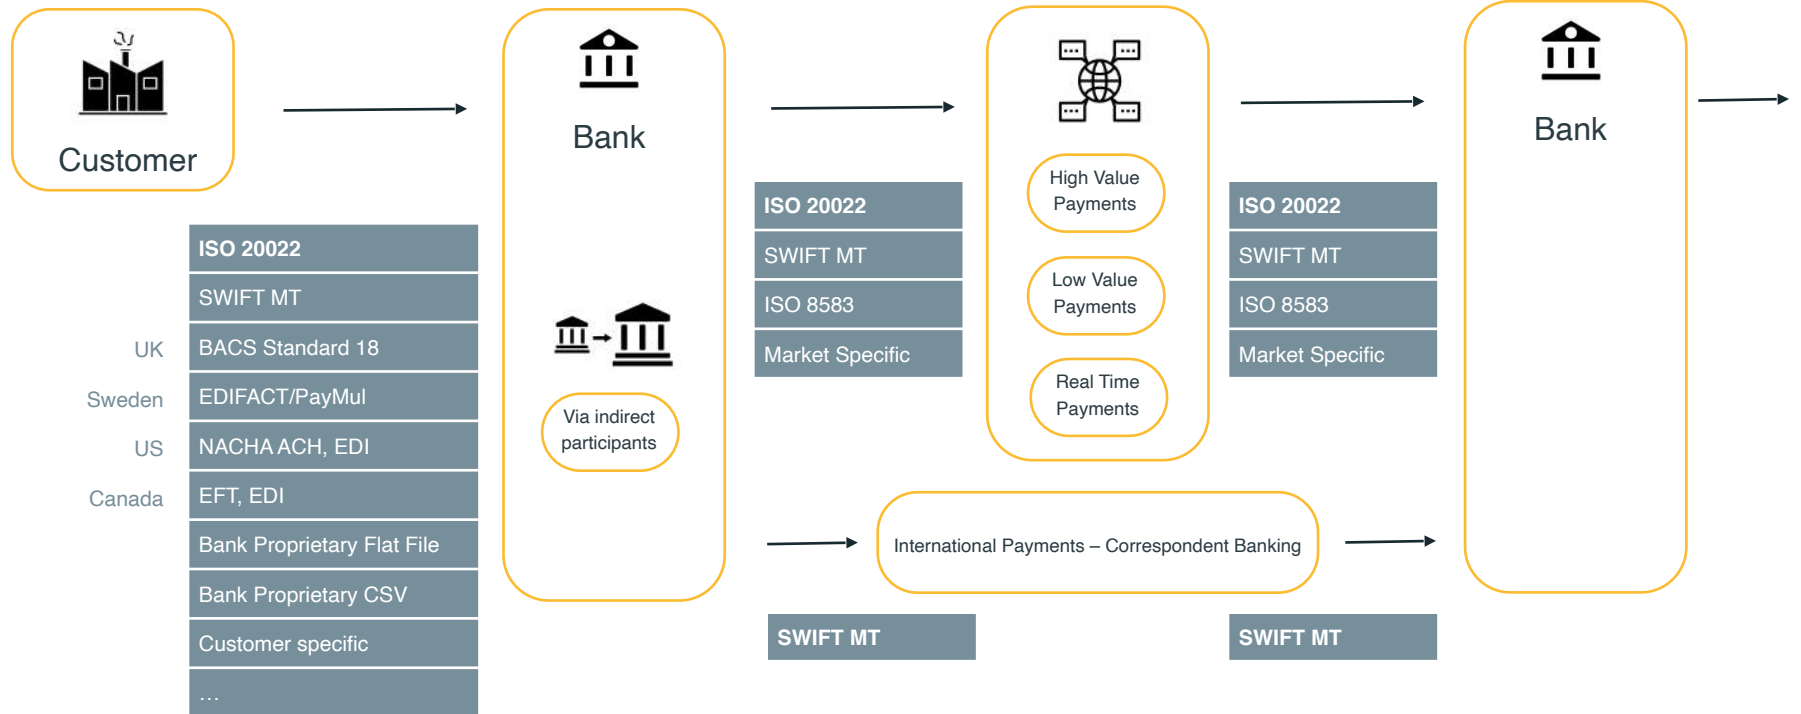 Customer
ISO 20022
SWIFT MT
UK
BACS Standard 18
Sweden
EDIFACT/PayMul
US
NACHA ACH, EDI
Canada
EFT, EDI
Bank Proprietary Flat File
Bank Proprietary CSV
Customer specific
...
Bank
Via indirect
participants
ISO 20022
SWIFT MT
ISO 8583
Market Specific
High Value
Payments
Low Value
Payments
Real Time
Payments
ISO 20022
SWIFT MT
ISO 8583
Market Specific
International Payments – Correspondent Banking
SWIFT MT
SWIFT MT
Bank